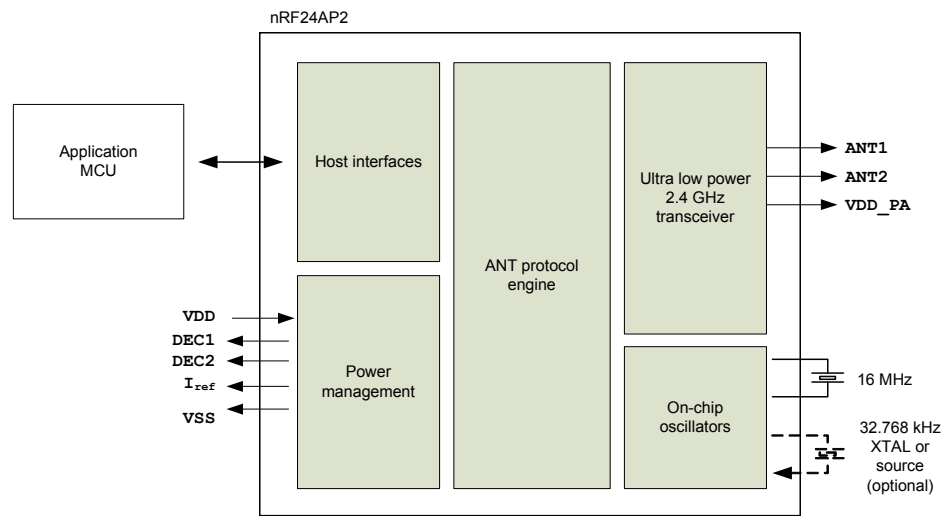 nRF24AP2
Application
MCU
Host interfaces
ANT protocol
engine
Ultra low power
2.4 GHz
transceiver
ANT1
ANT2
VDD_PA
VDD
DEC1
DEC2
Iref
VSS
Power
management
On-chip
oscillators
16 MHz
32.768 kHz
XTAL or
source
(optional)